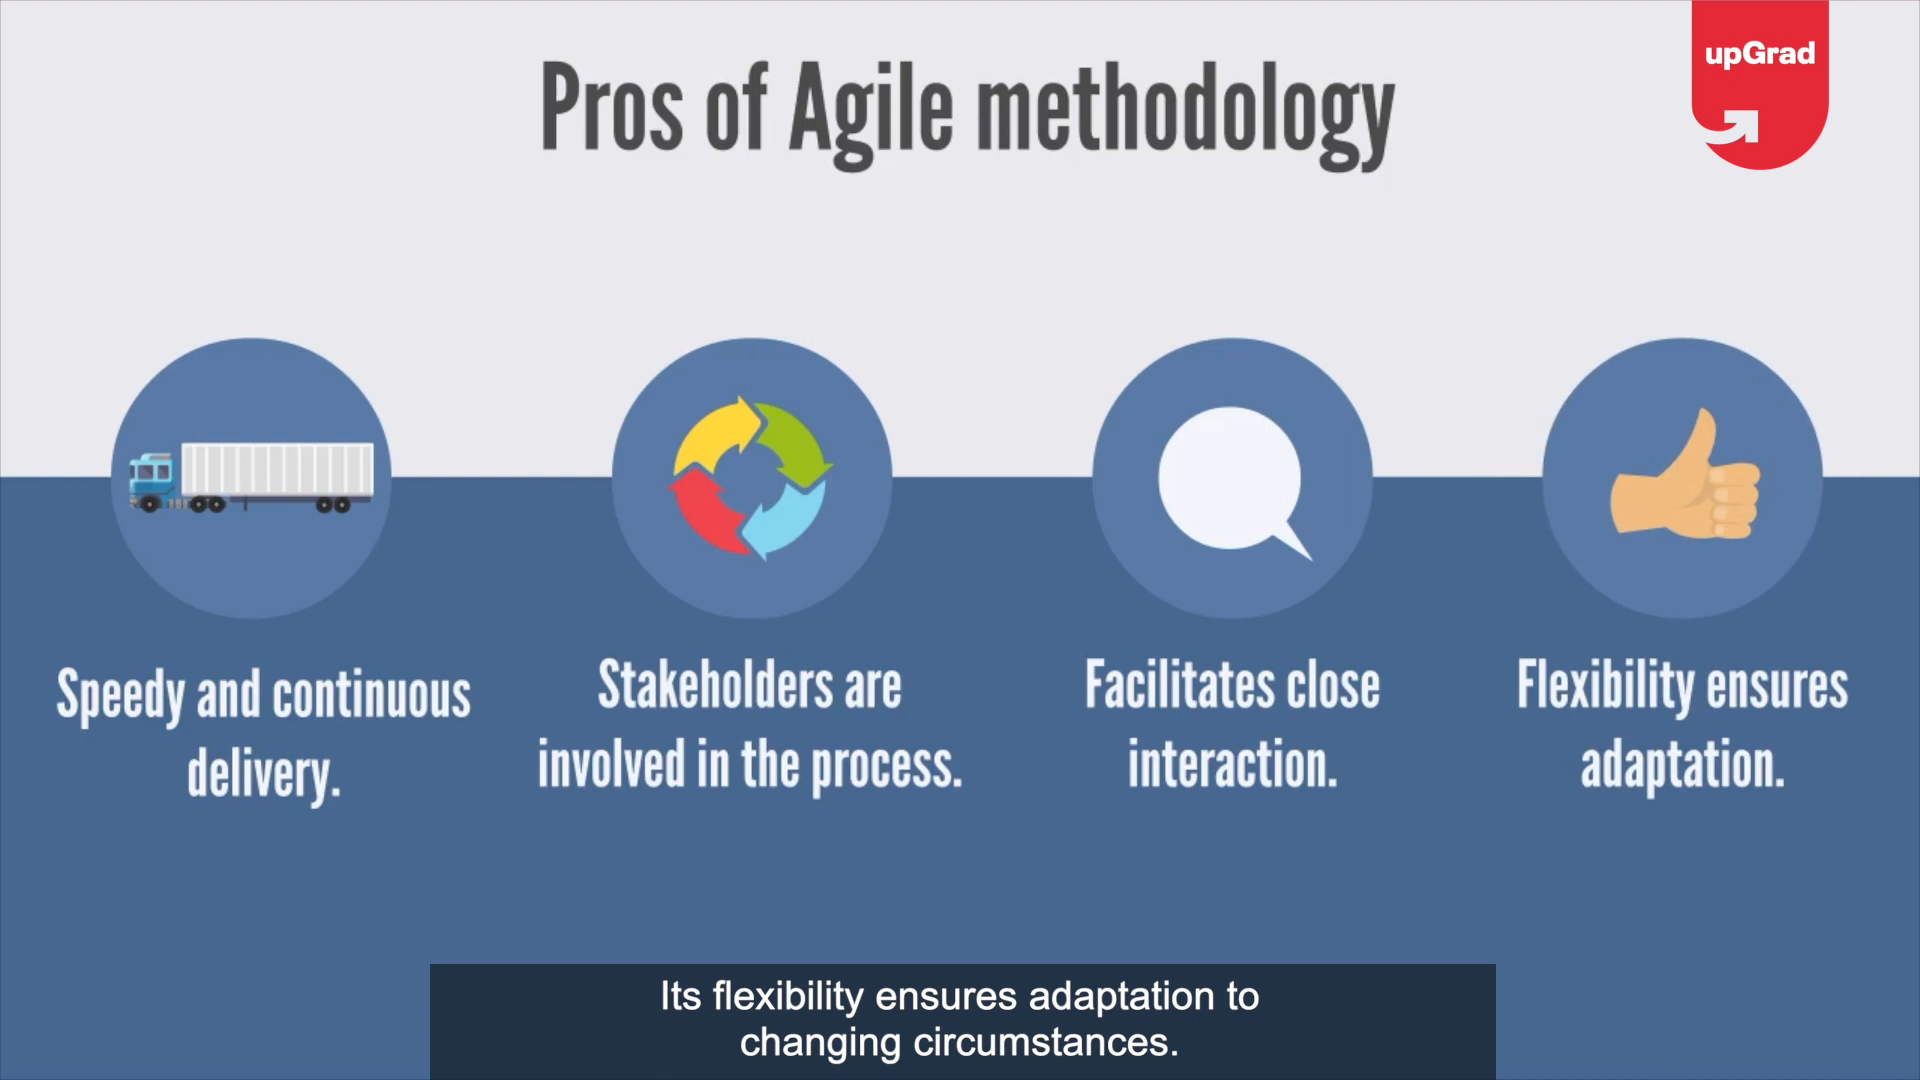 Pros of Agile methodology
upGrad
Speedy and continuous
delivery.
Stakeholders are
involved in the process.
Facilitates close
interaction.
Flexibility ensures
adaptation.
Its flexibility ensures adaptation to
changing circumstances.